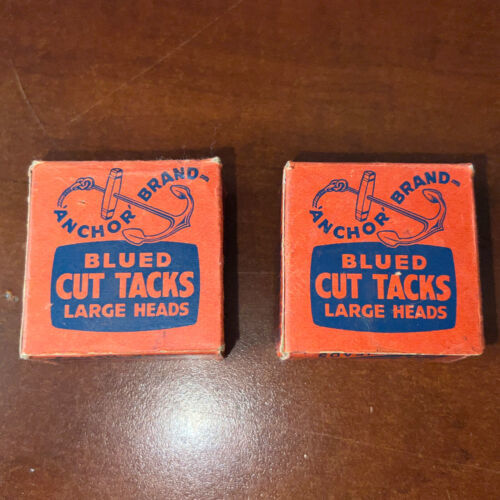 ANCHOR BRAND-
BLUED
CUT TACKS
LARGE HEADS
ANCHOR BRAND-
BLUED
CUT TACKS
LARGE HEADS